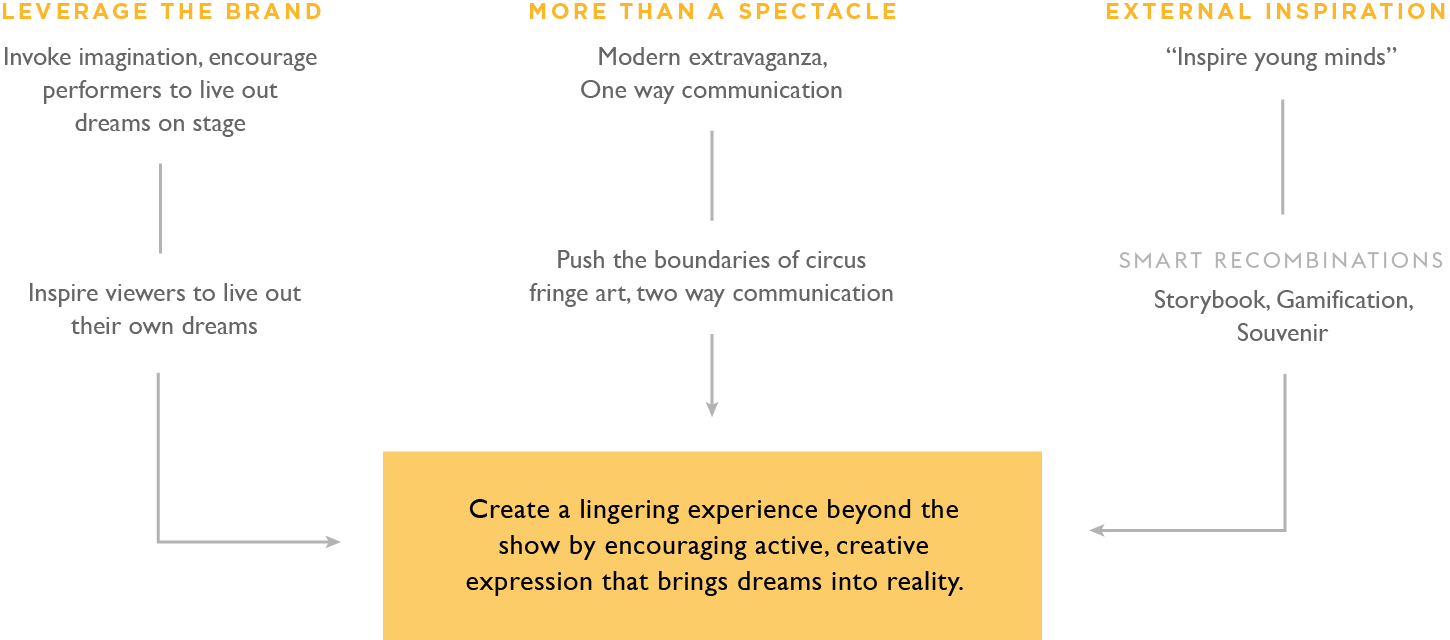 LEVERAGE THE BRAND
Invoke imagination, encourage
performers to live out
dreams on stage
Inspire viewers to live out
their own dreams
MORE THAN A SPECTACLE
Modern extravaganza,
One way communication
Push the boundaries of circus
fringe art, two way communication
EXTERNAL INSPIRATION
“Inspire young minds”
SMART RECOMBINATIONS
Storybook, Gamification,
Souvenir
Create a lingering experience beyond the
show by encouraging active, creative
expression that brings dreams into reality.